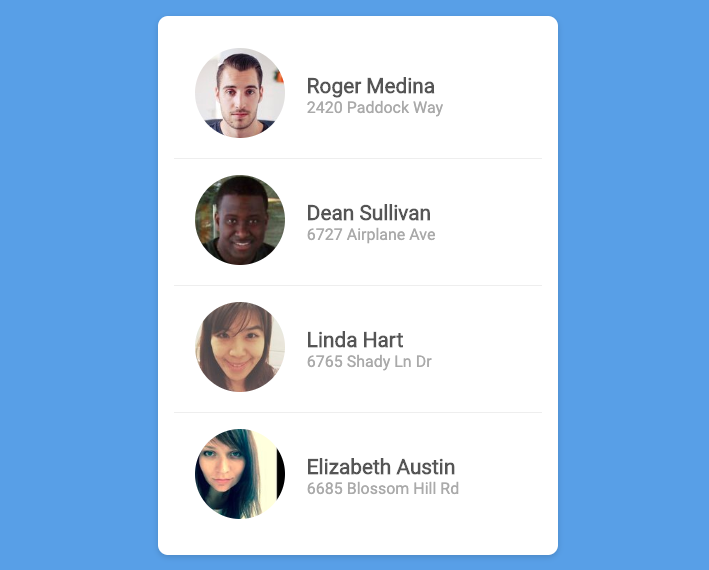 Roger Medina
2420 Paddock Way
Dean Sullivan
6727 Airplane Ave
Linda Hart
6765 Shady Ln Dr
Elizabeth Austin
6685 Blossom Hill Rd